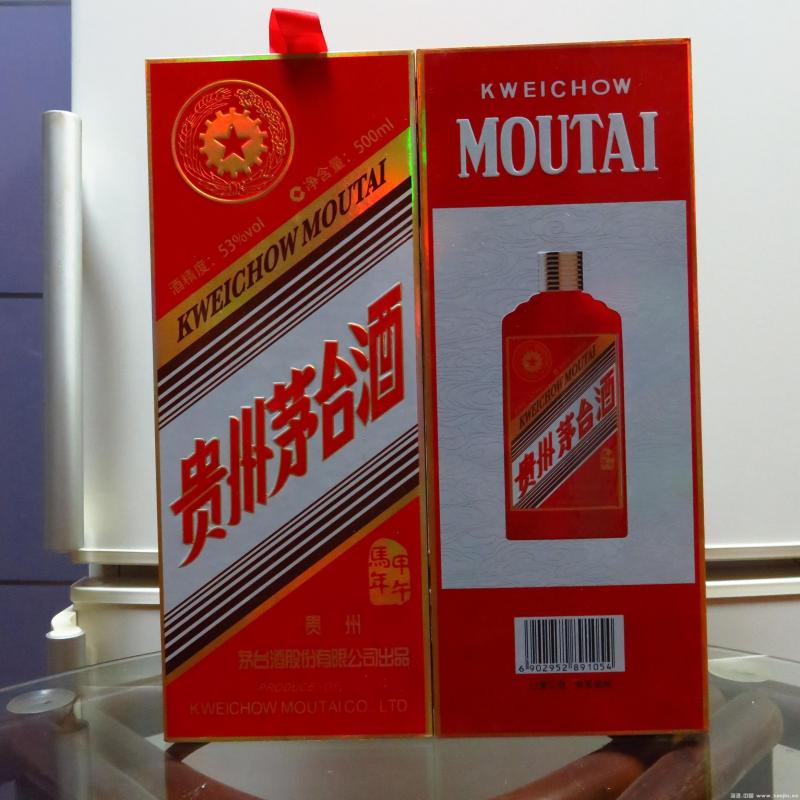 酒精度：53%vol
净含量：500ml
KWEICHOW MOUTAI
贵州茅台酒
甲午
馬年
贵州
茅台酒股份有限公司出品
PRODUCE OF
KWEICHOW MOUTAI CO., LTD
KWEICHOW
MOUTAI
KWEICHOW MOUTAI
贵州茅台酒
6 902952 891054